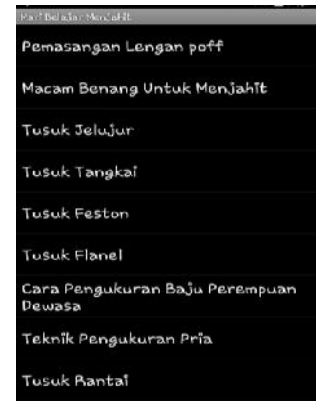 Mari Belajar Menjahit
Pemasangan Lengan poff
Macam Benang Untuk Menjahit
Tusuk Jelujur
Tusuk Tangkai
Tusuk Feston
Tusuk Flanel
Cara Pengukuran Baju Perempuan
Dewasa
Teknik Pengukuran Pria
Tusuk Rantai